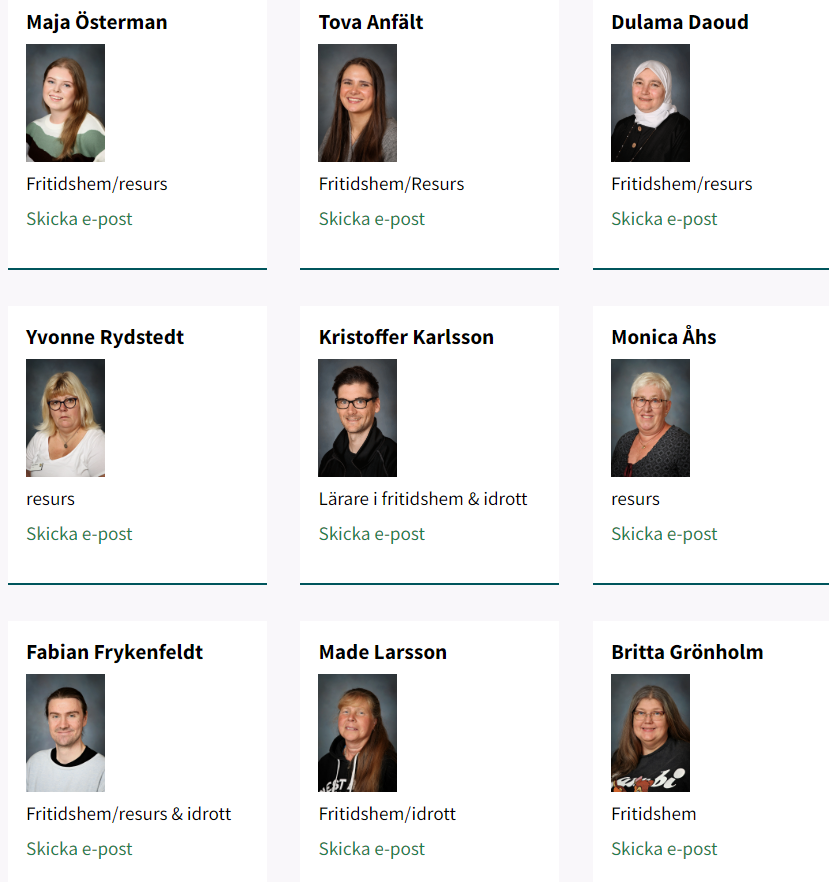 Maja Österman
Tova Anfält
Dulama Daoud
Fritidshem/resurs
Fritidshem/Resurs
Fritidshem/resurs
Skicka e-post
Skicka e-post
Skicka e-post
Yvonne Rydstedt
Kristoffer Karlsson
Monica Åhs
resurs
Lärare i fritidshem & idrott
resurs
Skicka e-post
Skicka e-post
Skicka e-post
Fabian Frykenfeldt
Made Larsson
Britta Grönholm
Fritidshem/resurs & idrott
Fritidshem/idrott
Fritidshem
Skicka e-post
Skicka e-post
Skicka e-post